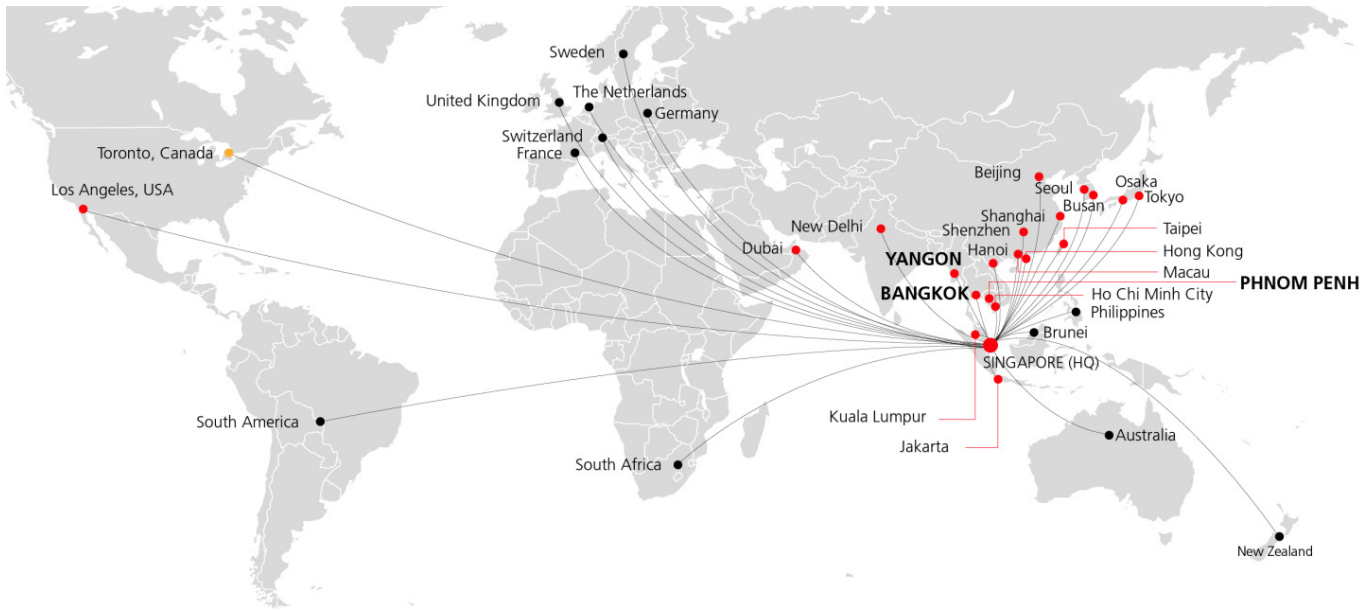 Sweden
United Kingdom
The Netherlands
Germany
Switzerland
France
Toronto, Canada
Los Angeles, USA
Beijing
Seoul
Busan
Osaka
Tokyo
Shanghai
Shenzhen
New Delhi
Dubai
Hanoi
Taipei
Hong Kong
Macau
YANGON
BANGKOK
PHNOM PENH
Ho Chi Minh City
Philippines
Brunei
SINGAPORE (HQ)
Kuala Lumpur
Jakarta
South America
South Africa
Australia
New Zealand